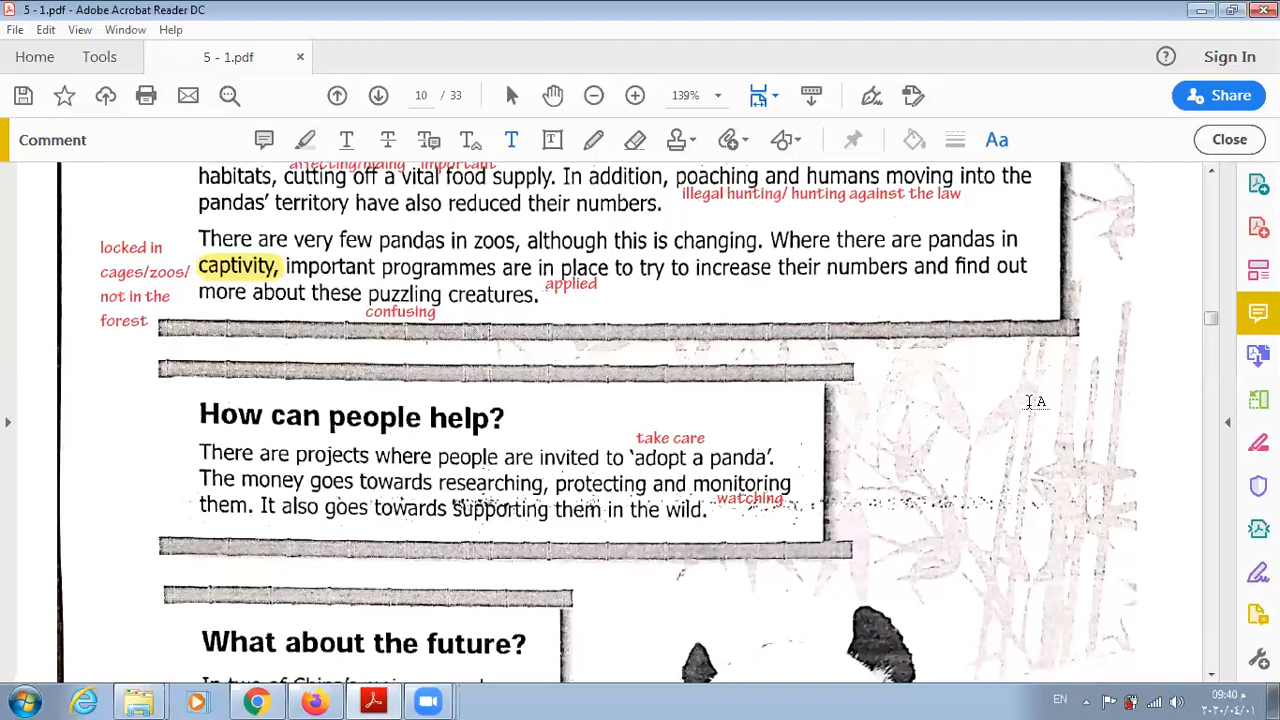 5 - 1.pdf - Adobe Acrobat Reader DC
File Edit View Window Help
Home Tools 5 - 1.pdf × Sign In
10 / 33 139% Share
Comment Close
affecting/hiding important
habitats, cutting off a vital food supply. In addition, poaching and humans moving into the
illegal hunting/ hunting against the law
pandas' territory have also reduced their numbers.
There are very few pandas in zoos, although this is changing. Where there are pandas in
captivity, important programmes are in place to try to increase their numbers and find out
applied
more about these puzzling creatures.
confusing
locked in
cages/zoos/
not in the
forest
How can people help?
take care
There are projects where people are invited to 'adopt a panda'.
The money goes towards researching, protecting and monitoring
watching
them. It also goes towards supporting them in the wild.
What about the future?
EN
م 09:40
٢٠٢٠/٠٤/٠١